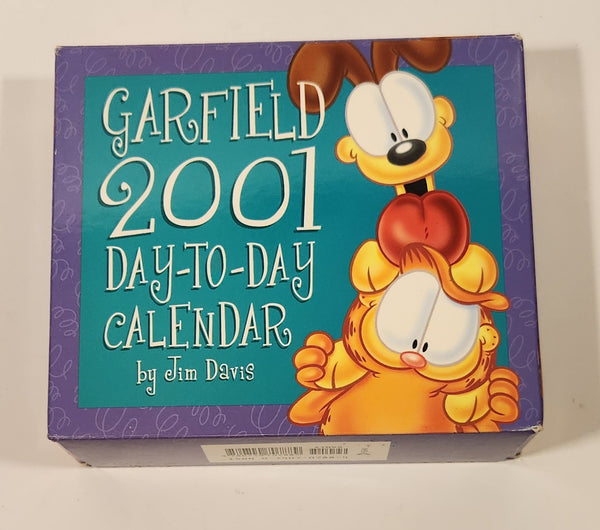 GARFIELD
2001
DAY-TO-DAY
CALENDAR
by Jim Davis